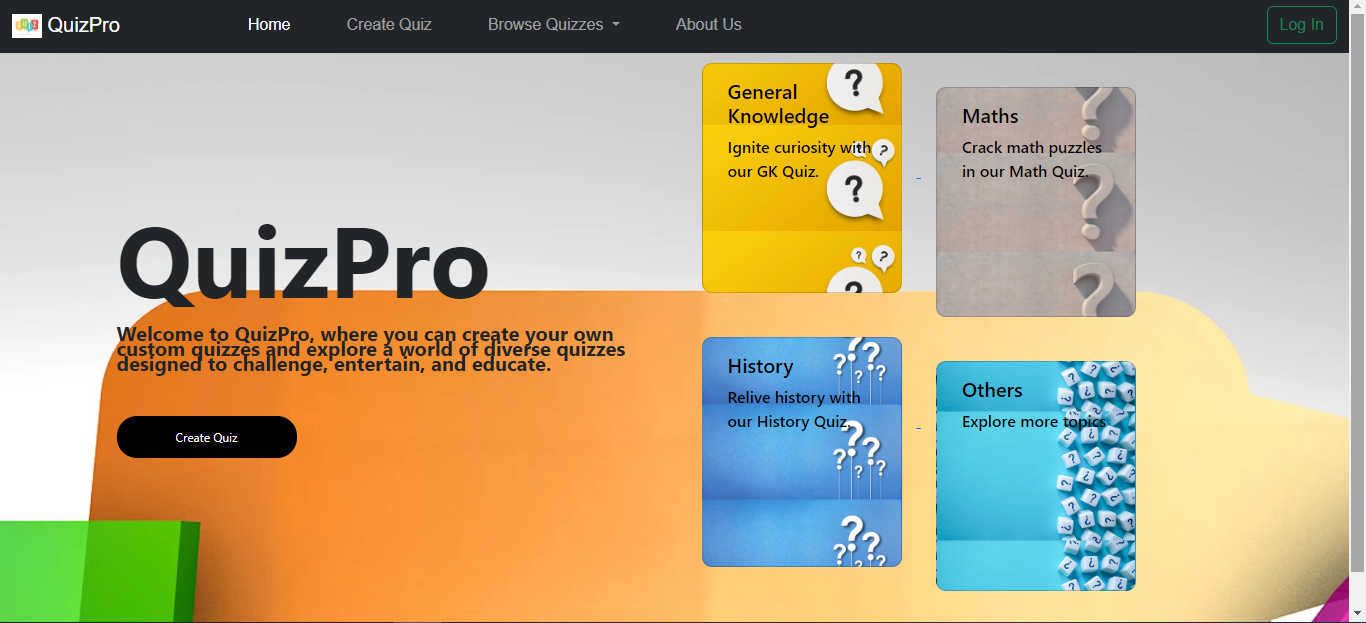 QuizPro
Home
Create Quiz
Browse Quizzes
About Us
Log In
QuizPro
Welcome to QuizPro, where you can create your own
custom quizzes and explore a world of diverse quizzes
designed to challenge, entertain, and educate.
Create Quiz
General
Knowledge
Ignite curiosity with
our GK Quiz.
Maths
Crack math puzzles
in our Math Quiz.
History
Relive history with
our History Quiz.
Others
Explore more topics